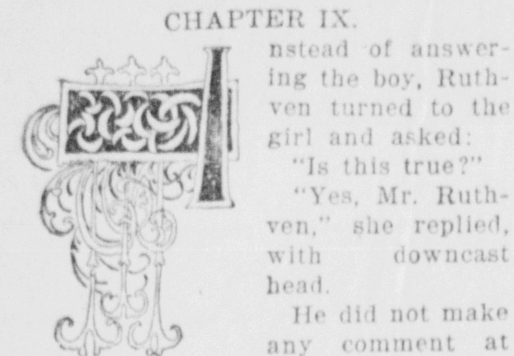 CHAPTER IX.
Instead of answer-
ing the boy, Ruth-
ven turned to the
girl and asked:
"Is this true?"
"Yes, Mr. Ruth-
ven," she replied,
with downcast
head.
He did not make
any comment at